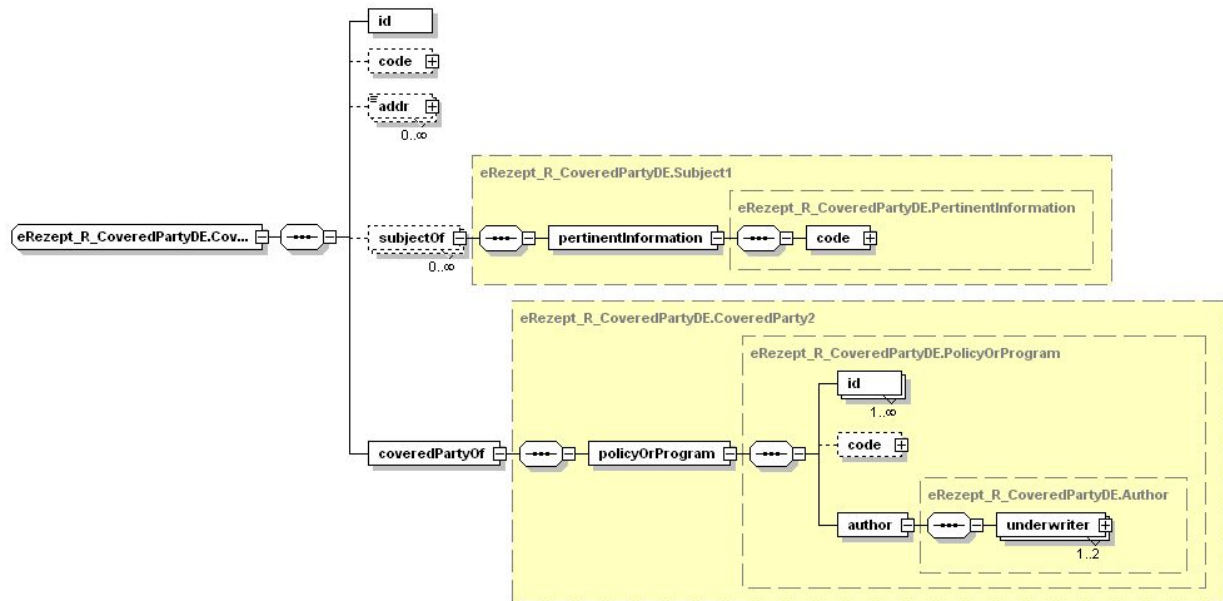 id
code
addr
0..∞
eRezept_R_CoveredPartyDE.Subject1
eRezept_R_CoveredPartyDE.PertinentInformation
eRezept_R_CoveredPartyDE.Cov...
subjectOf
pertinentInformation
code
0..∞
eRezept_R_CoveredPartyDE.CoveredParty2
eRezept_R_CoveredPartyDE.PolicyOrProgram
id
1..∞
coveredPartyOf
policyOrProgram
code
eRezept_R_CoveredPartyDE.Author
author
underwriter
1..2